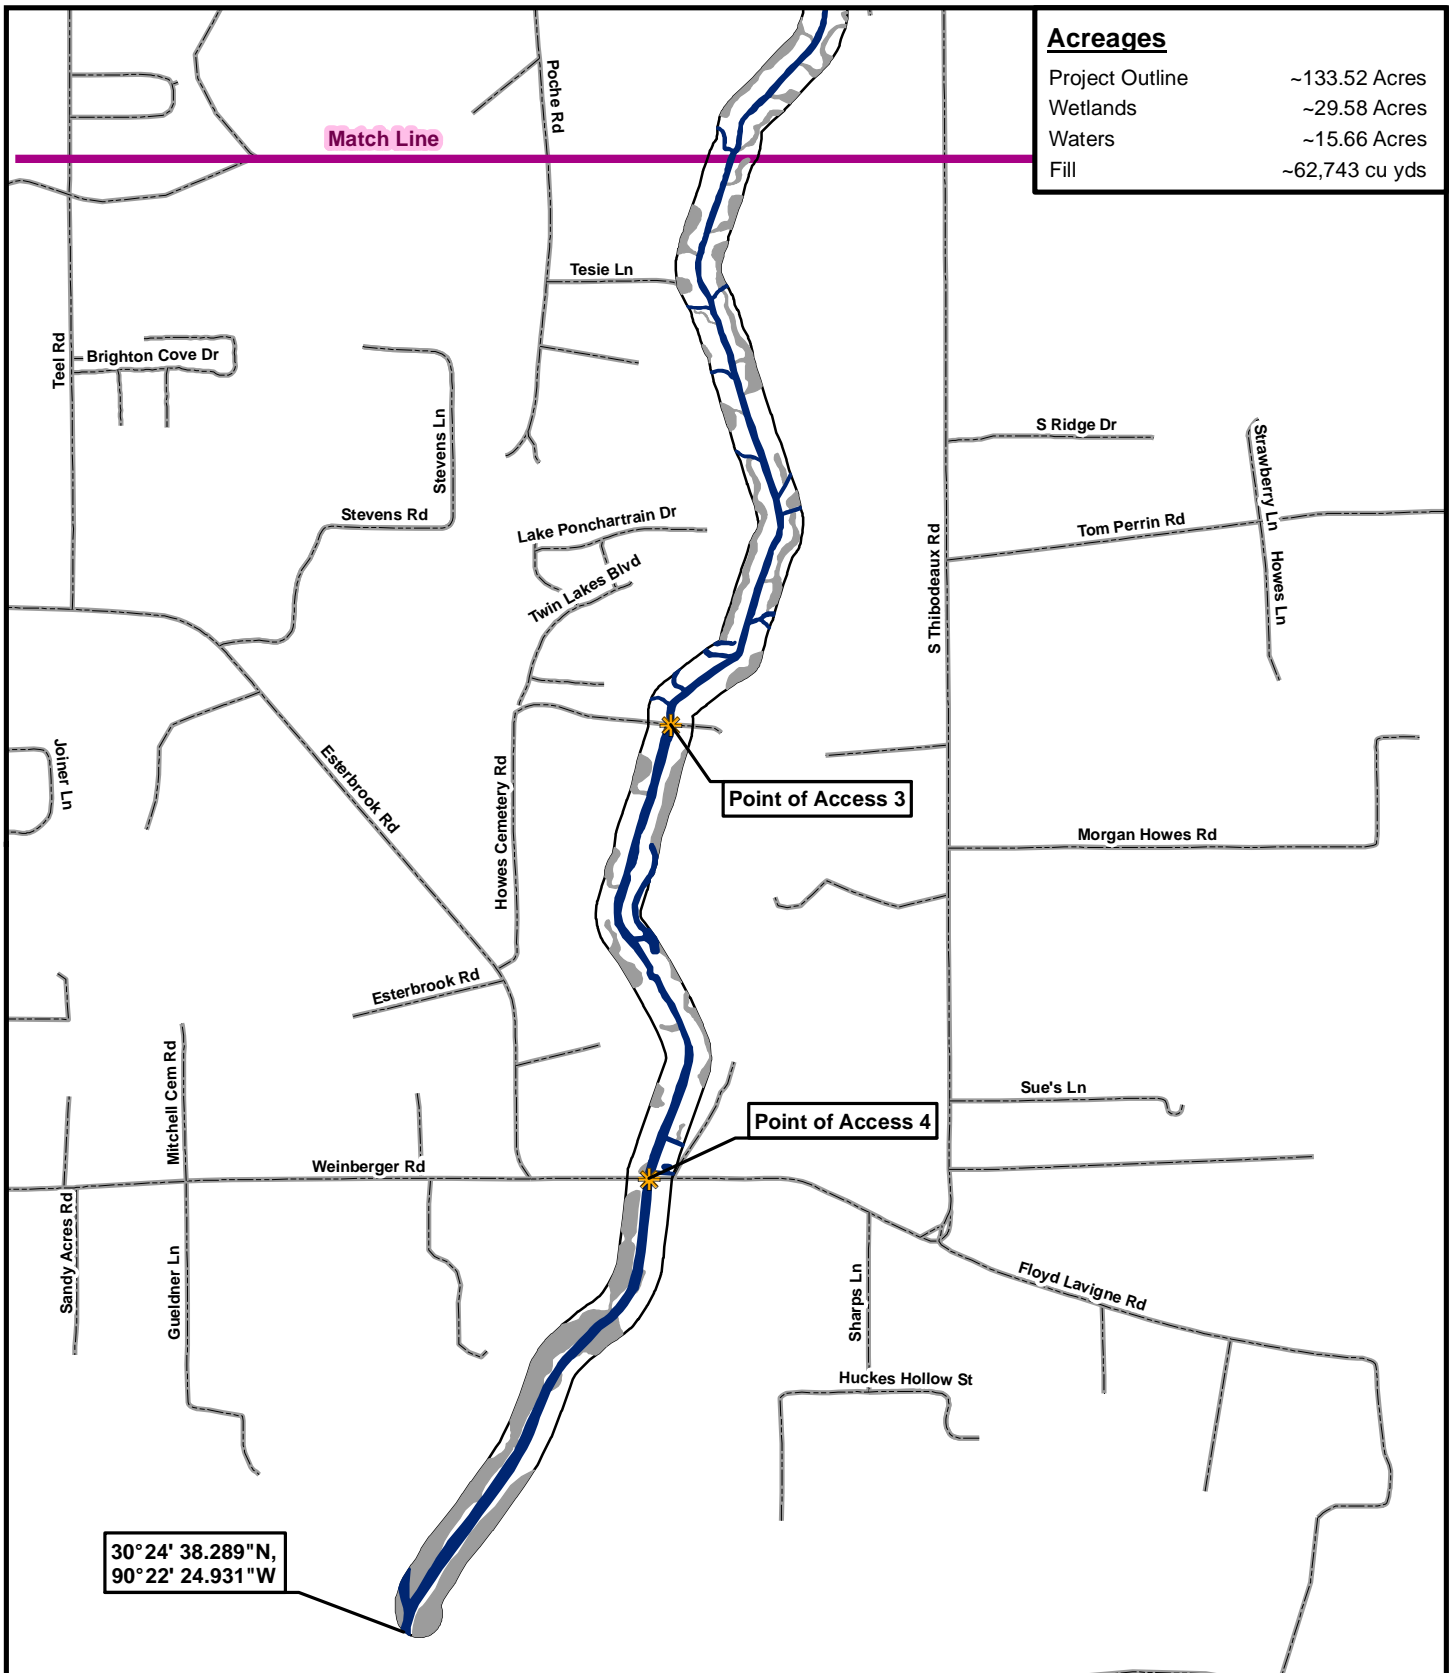 Acreages
Project Outline ~133.52 Acres
Wetlands ~29.58 Acres
Waters ~15.66 Acres
Fill ~62,743 cu yds
Match Line
Poche Rd
Tesie Ln
Teel Rd
Brighton Cove Dr
Stevens Ln
Stevens Rd
S Ridge Dr
Strawberry Ln
Lake Ponchartrain Dr
Twin Lakes Blvd
S Thibodeaux Rd
Tom Perrin Rd
Howes Ln
Joiner Ln
Esterbrook Rd
Howes Cemetery Rd
Point of Access 3
Morgan Howes Rd
Esterbrook Rd
Mitchell Cem Rd
Sue's Ln
Point of Access 4
Weinberger Rd
Sandy Acres Rd
Gueldner Ln
Sharps Ln
Floyd Lavigne Rd
Huckes Hollow St
30°24' 38.289"N,
90°22' 24.931"W